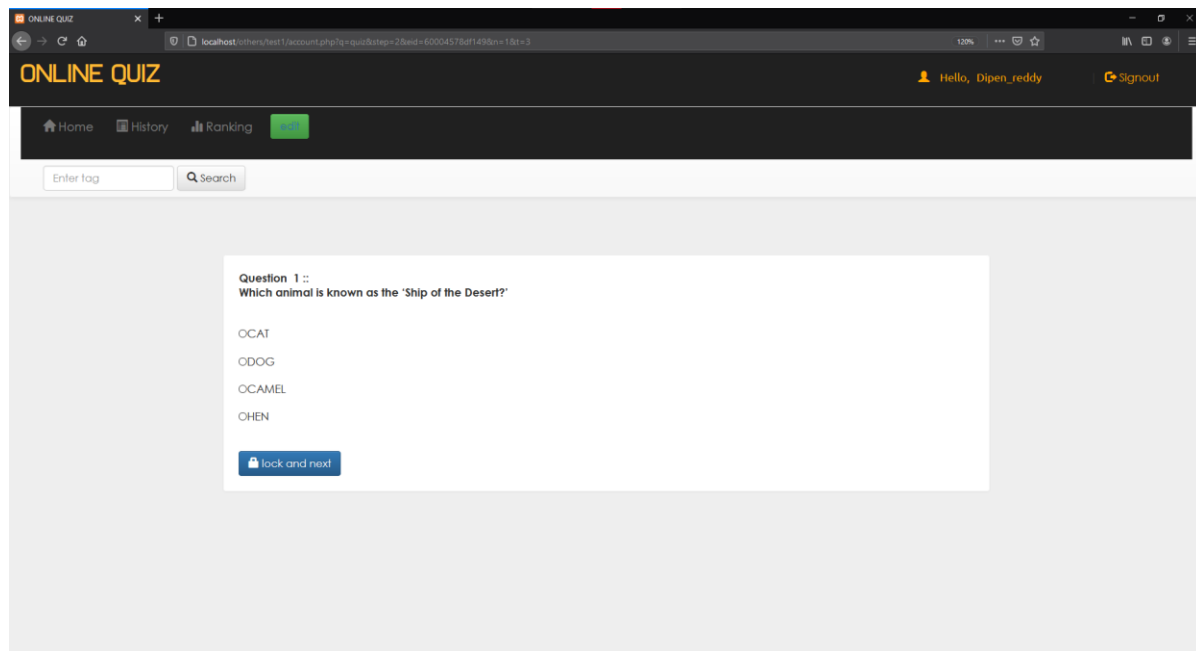 ONLINE QUIZ
localhost/others/test1/account.php?q=quiz&step=2&eid=60004578df149&n=1&t=3
120%
ONLINE QUIZ
Hello, Dipen_reddy
Signout
Home
History
Ranking
edit
Enter tag
Search
Question 1 ::
Which animal is known as the 'Ship of the Desert?'
CAT
DOG
CAMEL
HEN
lock and next